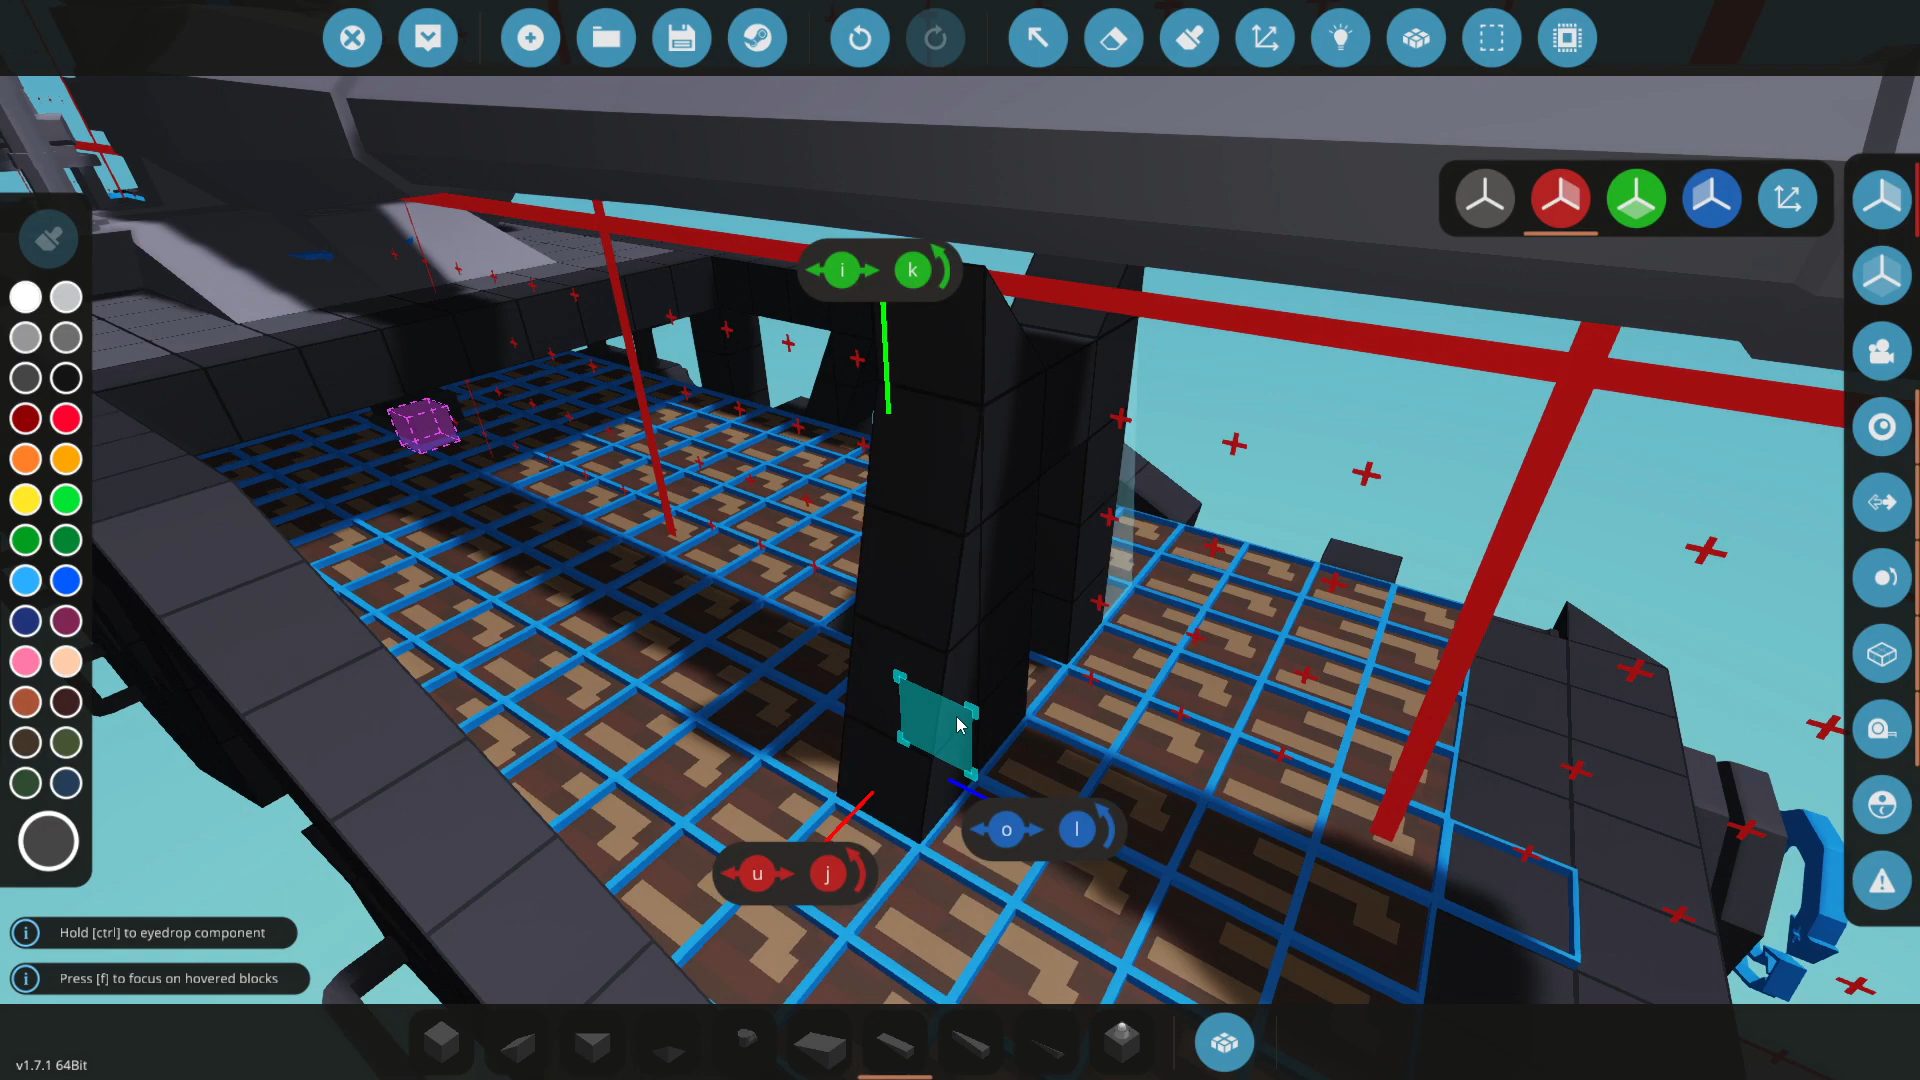 i k
o l
u j
Hold [ctrl] to eyedrop component
Press [f] to focus on hovered blocks
v1.7.1 64Bit